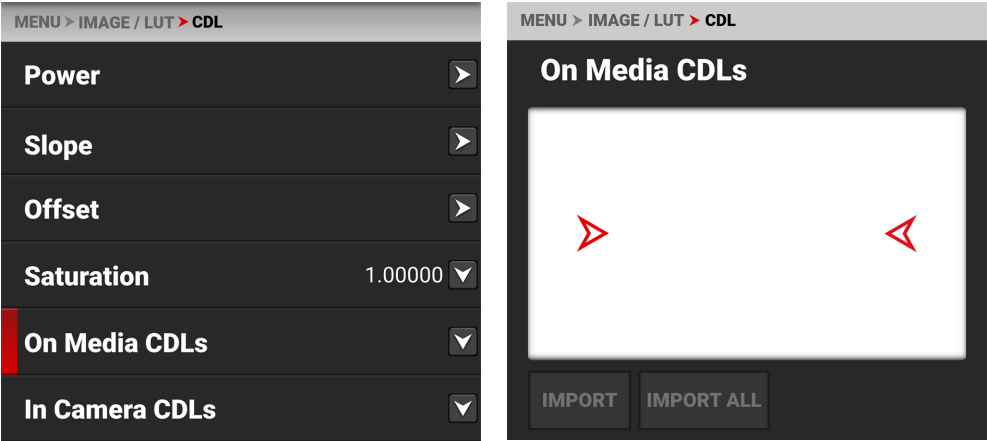 MENU > IMAGE / LUT > CDL
Power
Slope
Offset
Saturation 1.00000
On Media CDLs
In Camera CDLs
MENU > IMAGE / LUT > CDL
On Media CDLs
IMPORT IMPORT ALL